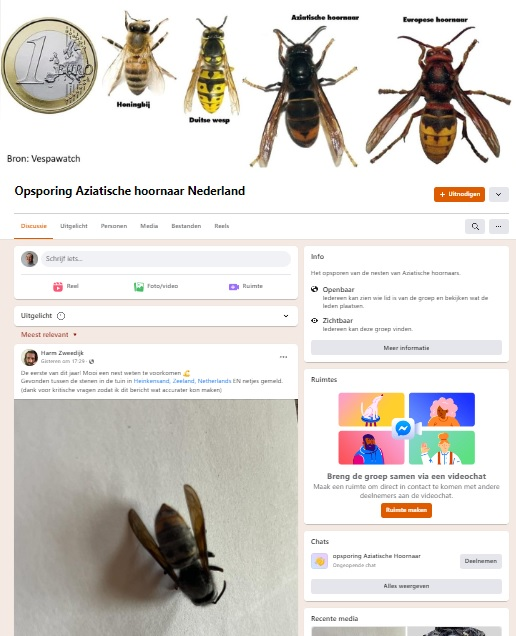 1
EURO
Honingbij
Duitse wesp
Aziatische hoornaar
Europese hoornaar
Bron: Vespawatch
Opsporing Aziatische hoornaar Nederland
+ Uitnodigen
Discussie Uitgelicht Personen Media Bestanden Reels
Schrijf iets...
Reel Foto/video Ruimte
Uitgelicht
Meest relevant
Harm Zweedijk
Gisteren om 17:29
De eerste van dit jaar! Mooi een nest weten te voorkomen 💪
Gevonden tussen de stenen in de tuin in Heinkenszand, Zeeland, Netherlands EN netjes gemeld.
(dank voor kritische vragen zodat ik dit bericht wat accurater kon maken)
Info
Het opsporen van de nesten van Aziatische hoornaars.
Openbaar
Iedereen kan zien wie lid is van de groep en bekijken wat de
leden plaatsen.
Zichtbaar
Iedereen kan deze groep vinden.
Meer informatie
Ruimtes
Breng de groep samen via een videochat
Maak een ruimte om direct in contact te komen met andere
deelnemers aan de videochat.
Ruimte maken
Chats
opsporing Aziatische Hoornaar
Ongeopende chat
Deelnemen
Alles weergeven
Recente media